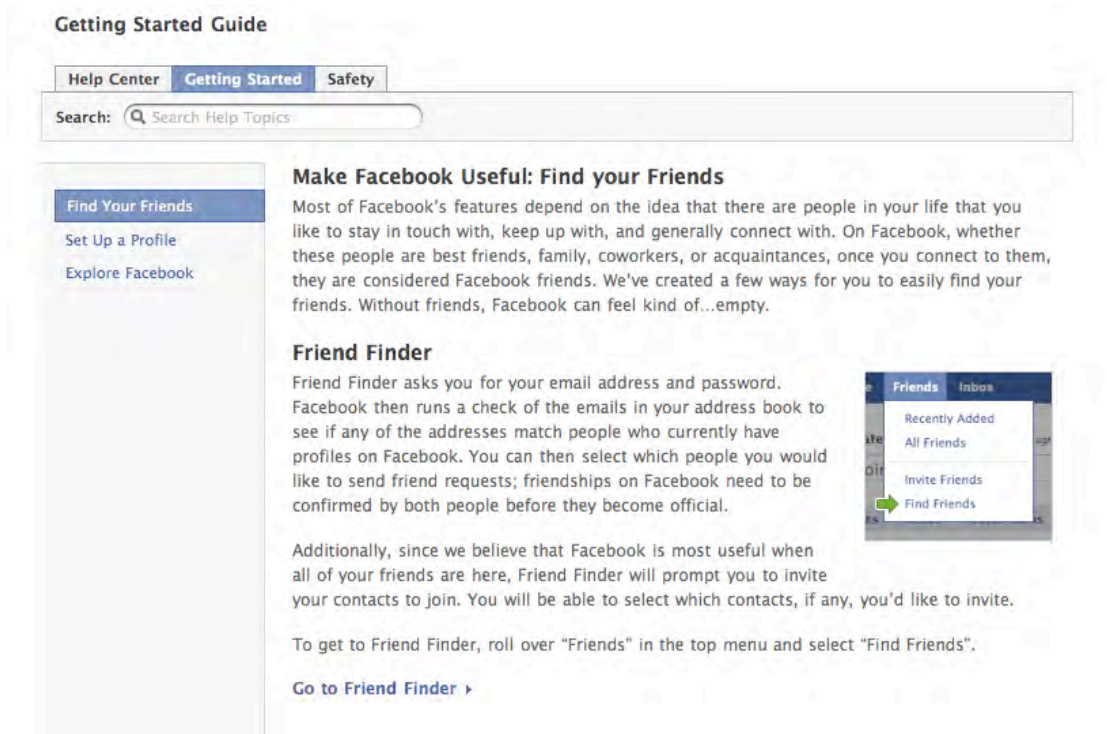 Getting Started Guide
Help Center Getting Started Safety
Search: Search Help Topics
Find Your Friends
Set Up a Profile
Explore Facebook
Make Facebook Useful: Find your Friends
Most of Facebook's features depend on the idea that there are people in your life that you
like to stay in touch with, keep up with, and generally connect with. On Facebook, whether
these people are best friends, family, coworkers, or acquaintances, once you connect to them,
they are considered Facebook friends. We've created a few ways for you to easily find your
friends. Without friends, Facebook can feel kind of...empty.
Friend Finder
Friend Finder asks you for your email address and password.
Facebook then runs a check of the emails in your address book to
see if any of the addresses match people who currently have
profiles on Facebook. You can then select which people you would
like to send friend requests; friendships on Facebook need to be
confirmed by both people before they become official.
Friends Inbox
Recently Added
All Friends
Invite Friends
Find Friends
Additionally, since we believe that Facebook is most useful when
all of your friends are here, Friend Finder will prompt you to invite
your contacts to join. You will be able to select which contacts, if any, you'd like to invite.
To get to Friend Finder, roll over “Friends” in the top menu and select “Find Friends”.
Go to Friend Finder